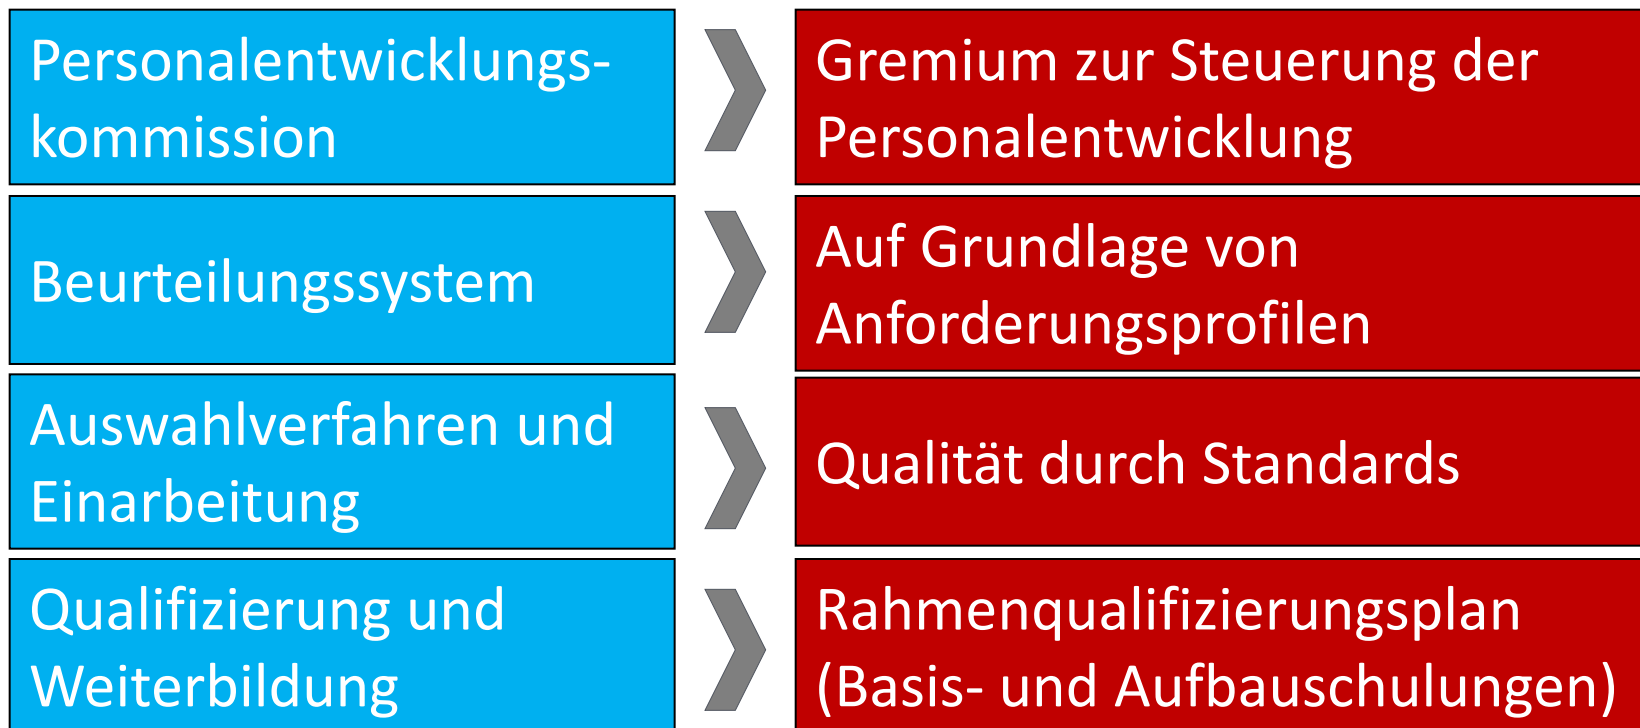 Personalentwicklungs-
kommission
Gremium zur Steuerung der
Personalentwicklung
Beurteilungssystem
Auf Grundlage von
Anforderungsprofilen
Auswahlverfahren und
Einarbeitung
Qualität durch Standards
Qualifizierung und
Weiterbildung
Rahmenqualifizierungsplan
(Basis- und Aufbauschulungen)